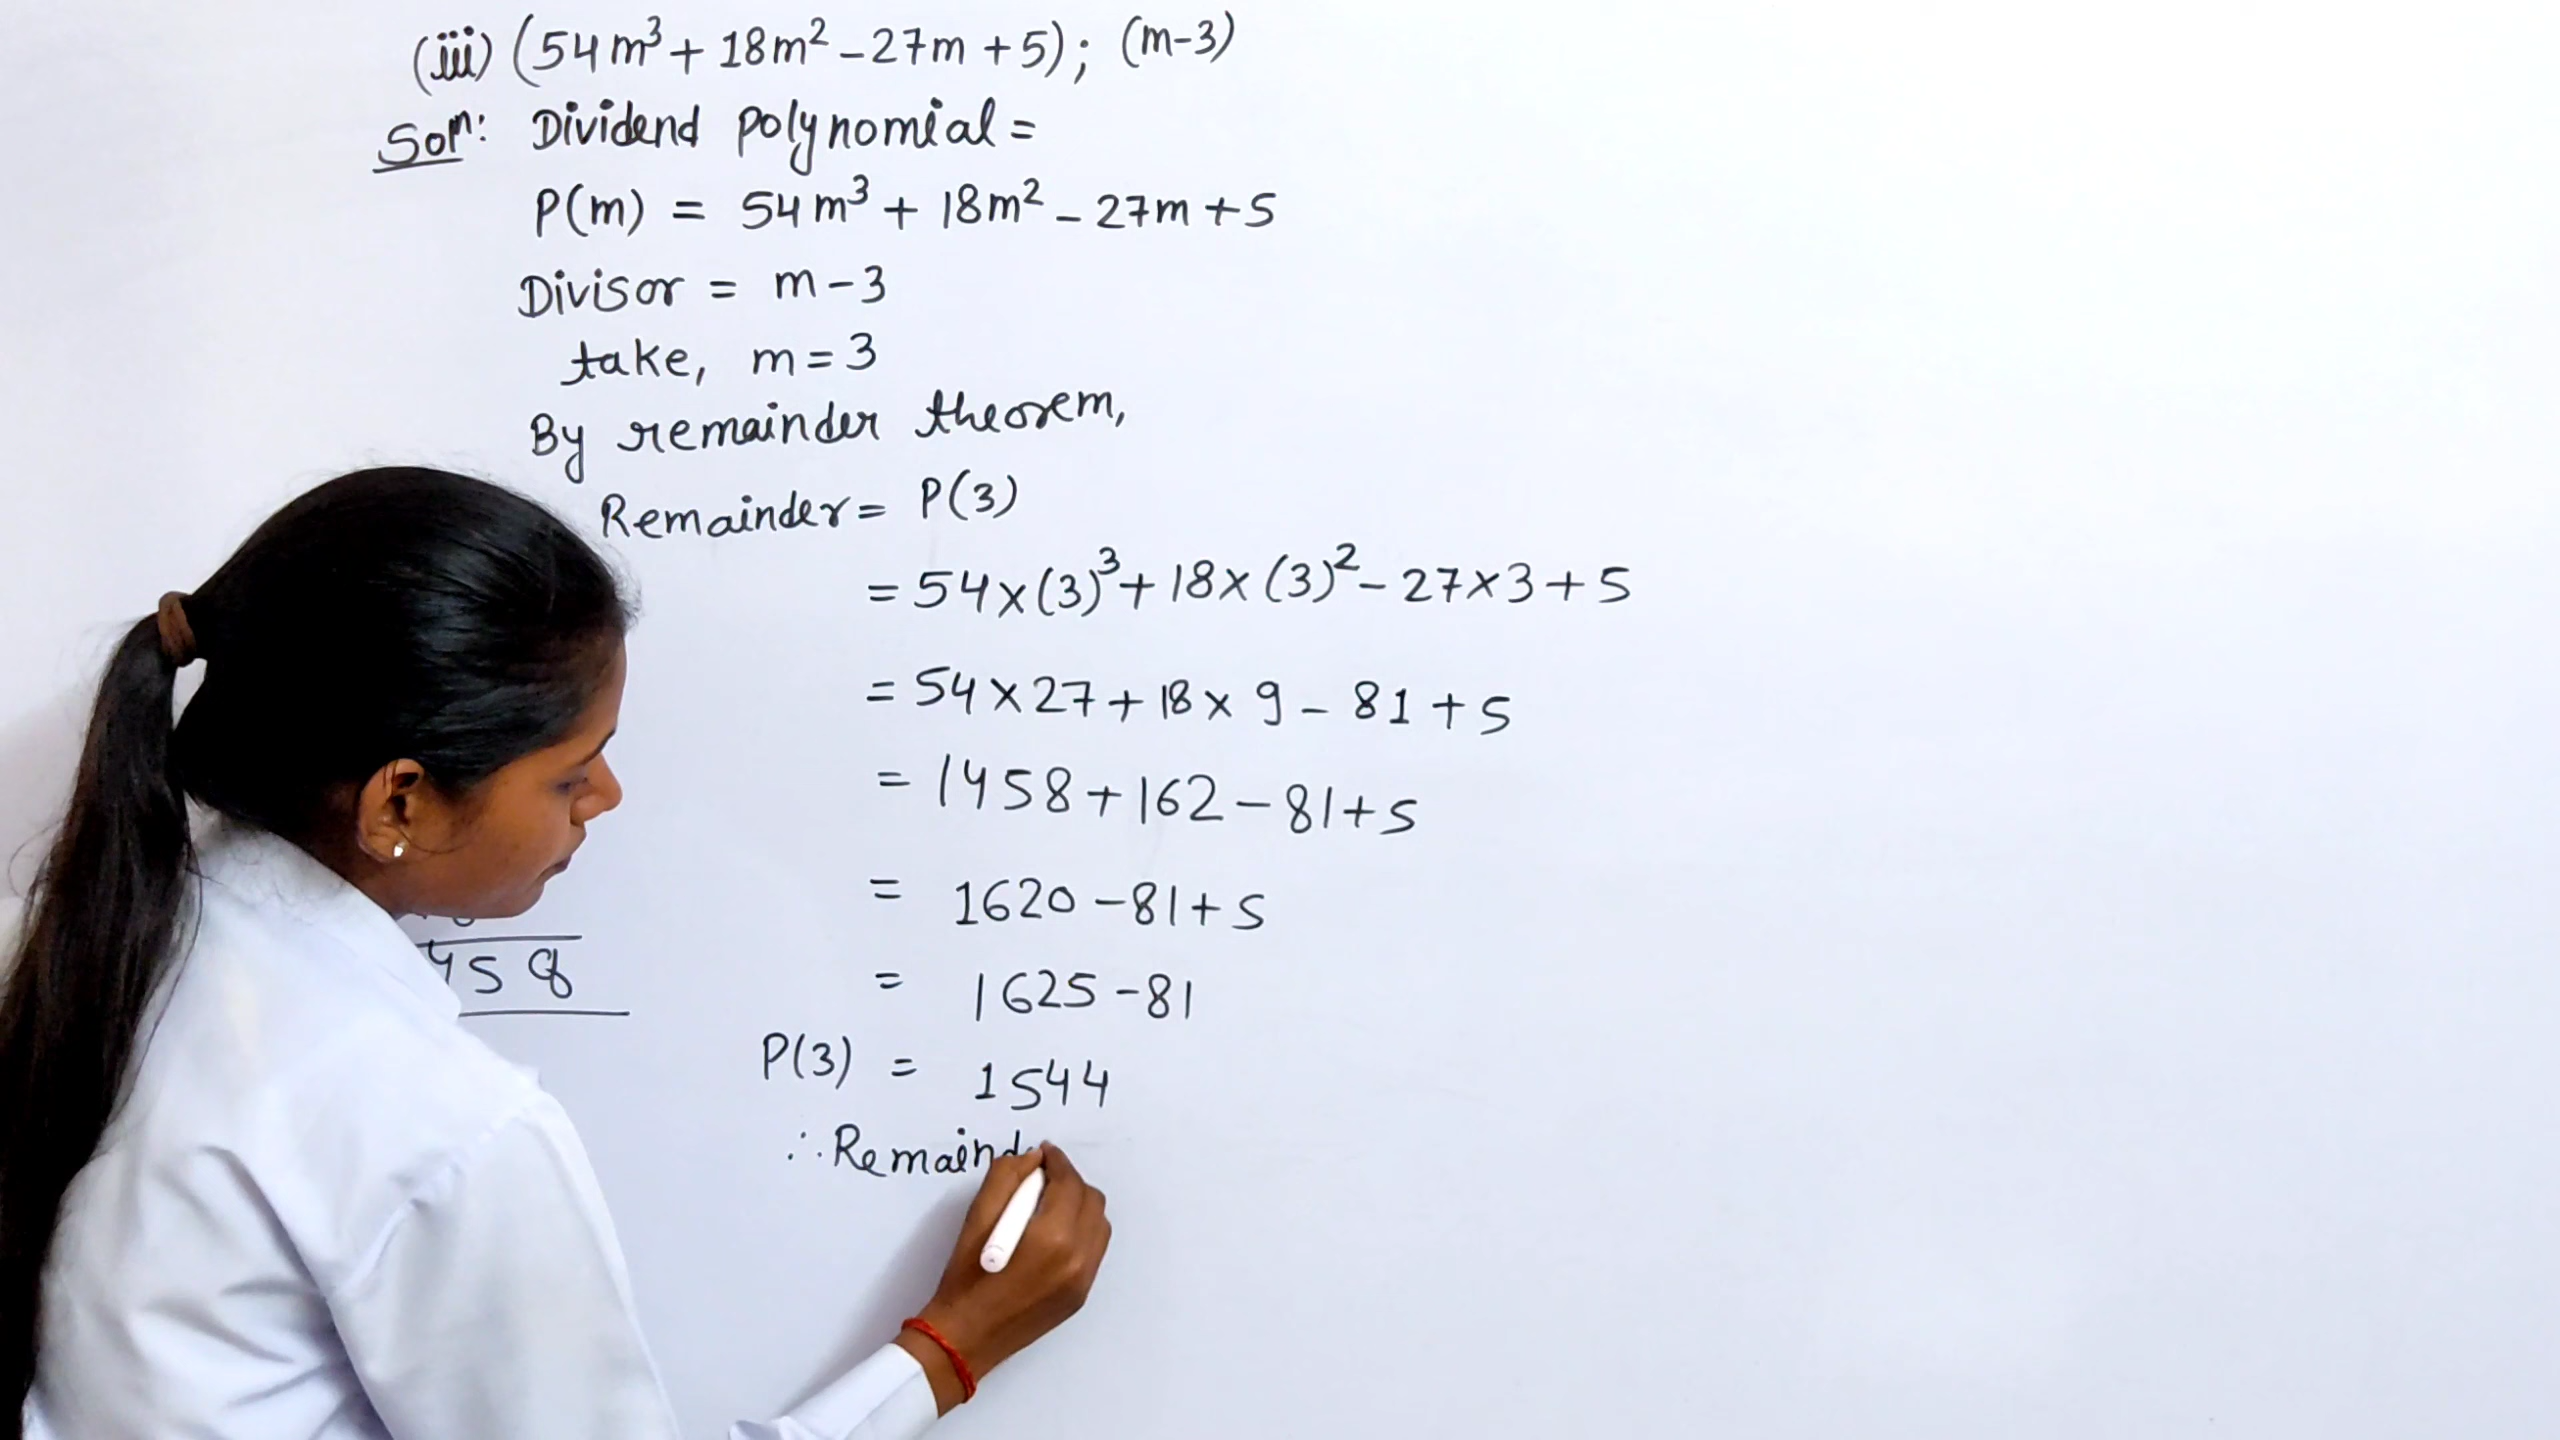 (iii) (54m³ + 18m² - 27m + 5); (m-3)
Solⁿ: Dividend polynomial =
P(m) = 54m³ + 18m² - 27m + 5
Divisor = m - 3
take, m = 3
By remainder theorem,
Remainder = P(3)
= 54 × (3)³ + 18 × (3)² - 27 × 3 + 5
= 54 × 27 + 18 × 9 - 81 + 5
= 1458 + 162 - 81 + 5
= 1620 - 81 + 5
= 1625 - 81
P(3) = 1544
∴ Remaind
458